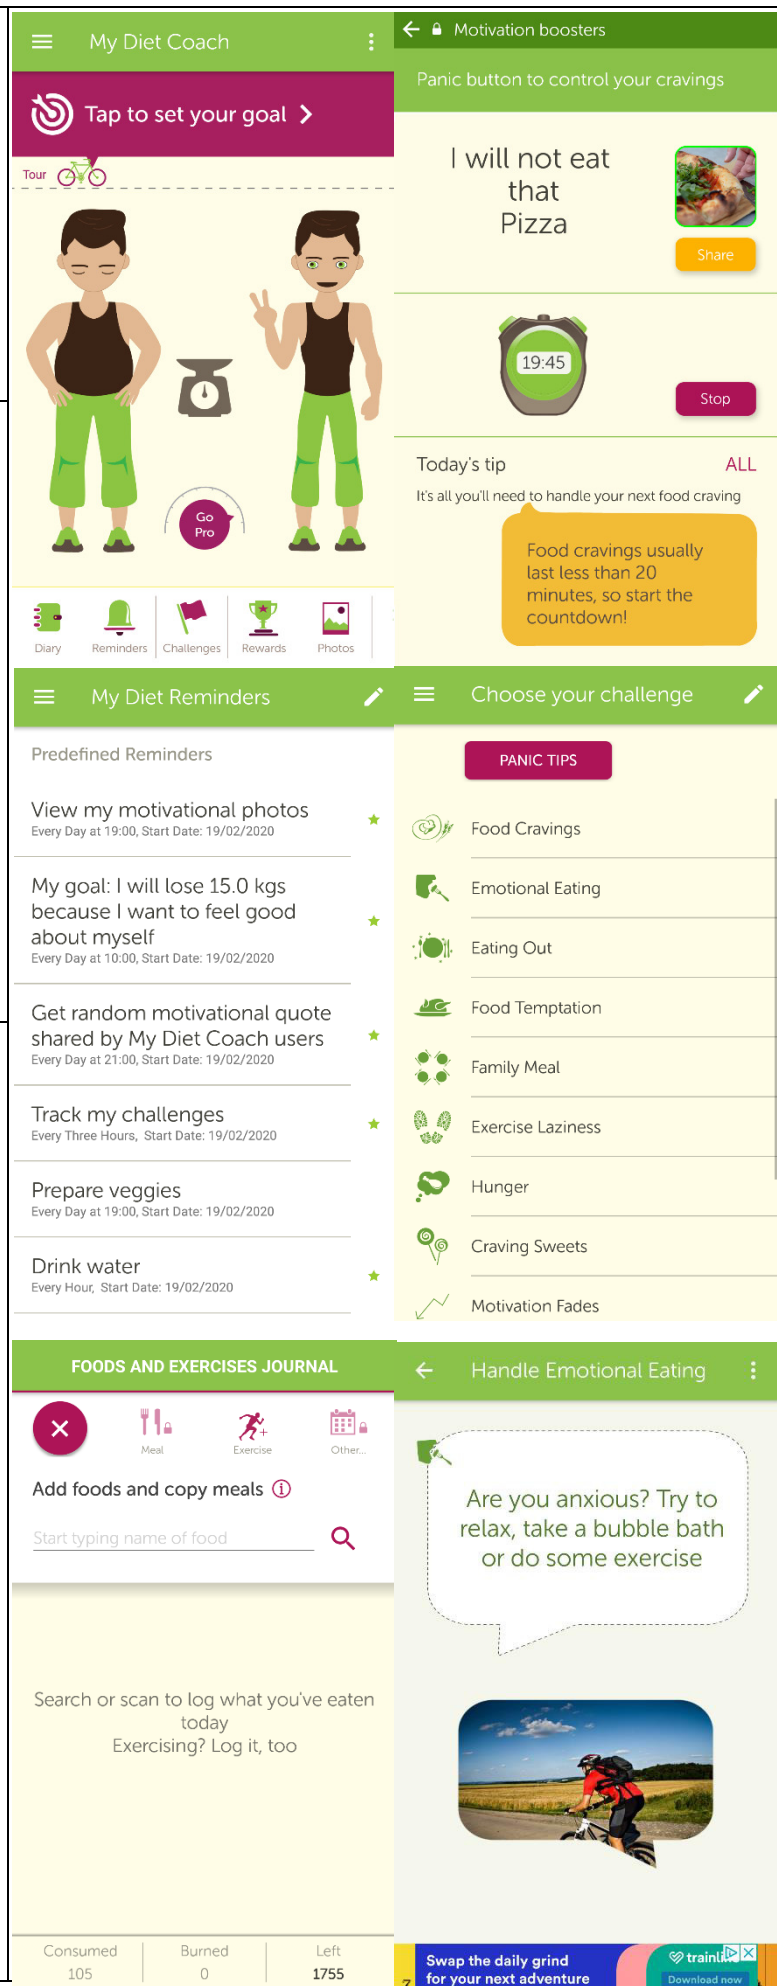 My Diet Coach
Tap to set your goal
Tour
Go
Pro
Diary
Reminders
Challenges
Rewards
Photos
Motivation boosters
Panic button to control your cravings
I will not eat
that
Pizza
Share
19:45
Stop
Today's tip
ALL
It's all you'll need to handle your next food craving
Food cravings usually
last less than 20
minutes, so start the
countdown!
My Diet Reminders
Predefined Reminders
View my motivational photos
Every Day at 19:00, Start Date: 19/02/2020
My goal: I will lose 15.0 kgs
because I want to feel good
about myself
Every Day at 10:00, Start Date: 19/02/2020
Get random motivational quote
shared by My Diet Coach users
Every Day at 21:00, Start Date: 19/02/2020
Track my challenges
Every Three Hours, Start Date: 19/02/2020
Prepare veggies
Every Day at 19:00, Start Date: 19/02/2020
Drink water
Every Hour, Start Date: 19/02/2020
Choose your challenge
PANIC TIPS
Food Cravings
Emotional Eating
Eating Out
Food Temptation
Family Meal
Exercise Laziness
Hunger
Craving Sweets
Motivation Fades
FOODS AND EXERCISES JOURNAL
Meal
Exercise
Other...
Add foods and copy meals
Start typing name of food
Search or scan to log what you've eaten
today
Exercising? Log it, too
Consumed
105
Burned
0
Left
1755
Handle Emotional Eating
Are you anxious? Try to
relax, take a bubble bath
or do some exercise
Swap the daily grind
for your next adventure
Download now